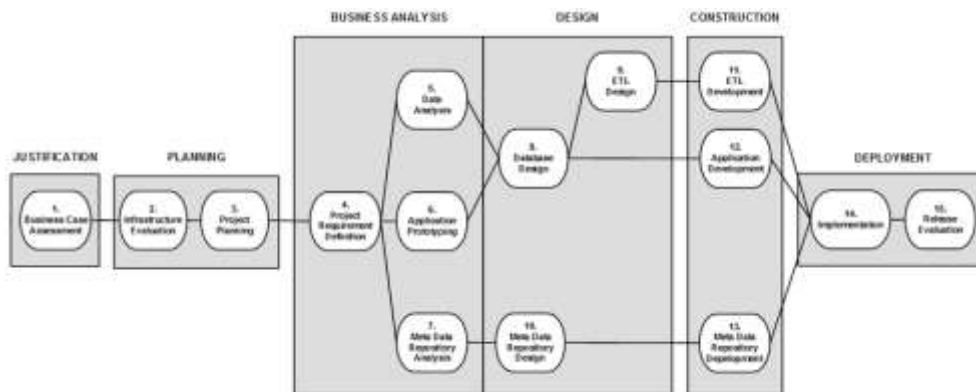 BUSINESS ANALYSIS
DESIGN
CONSTRUCTION
9.
ETL
Design
11.
ETL
Development
5.
Data
Analysis
JUSTIFICATION
PLANNING
8.
Database
Design
12.
Application
Development
DEPLOYMENT
1.
Business Case
Assessment
2.
Infrastructure
Evaluation
3.
Project
Planning
4.
Project
Requirement
Definition
6.
Application
Prototyping
14.
Implementation
15.
Release
Evaluation
7.
Meta Data
Repository
Analysis
10.
Meta Data
Repository
Design
13.
Meta Data
Repository
Development